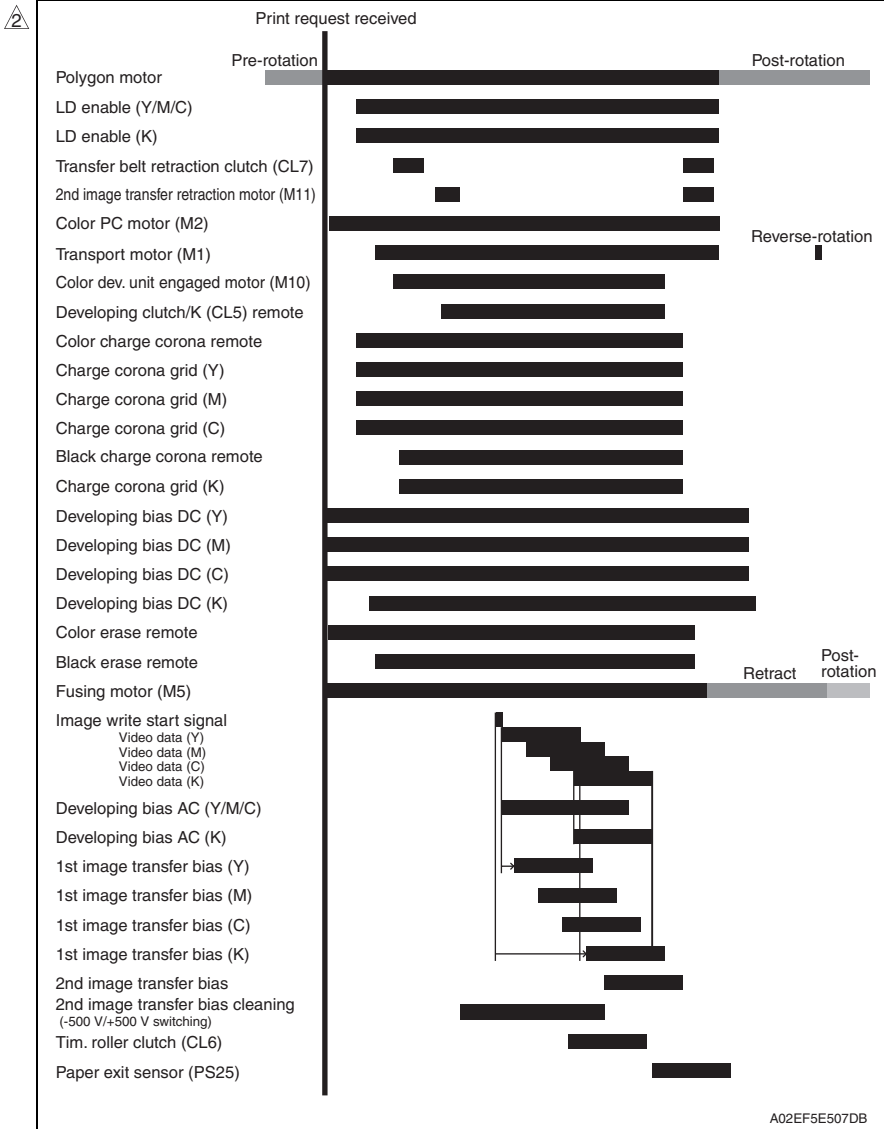 2
Print request received
Pre-rotation
Post-rotation
Polygon motor
LD enable (Y/M/C)
LD enable (K)
Transfer belt retraction clutch (CL7)
2nd image transfer retraction motor (M11)
Color PC motor (M2)
Reverse-rotation
Transport motor (M1)
Color dev. unit engaged motor (M10)
Developing clutch/K (CL5) remote
Color charge corona remote
Charge corona grid (Y)
Charge corona grid (M)
Charge corona grid (C)
Black charge corona remote
Charge corona grid (K)
Developing bias DC (Y)
Developing bias DC (M)
Developing bias DC (C)
Developing bias DC (K)
Color erase remote
Black erase remote
Retract
Post-
rotation
Fusing motor (M5)
Image write start signal
Video data (Y)
Video data (M)
Video data (C)
Video data (K)
Developing bias AC (Y/M/C)
Developing bias AC (K)
1st image transfer bias (Y)
1st image transfer bias (M)
1st image transfer bias (C)
1st image transfer bias (K)
2nd image transfer bias
2nd image transfer bias cleaning
(-500 V/+500 V switching)
Tim. roller clutch (CL6)
Paper exit sensor (PS25)
A02EF5E507DB